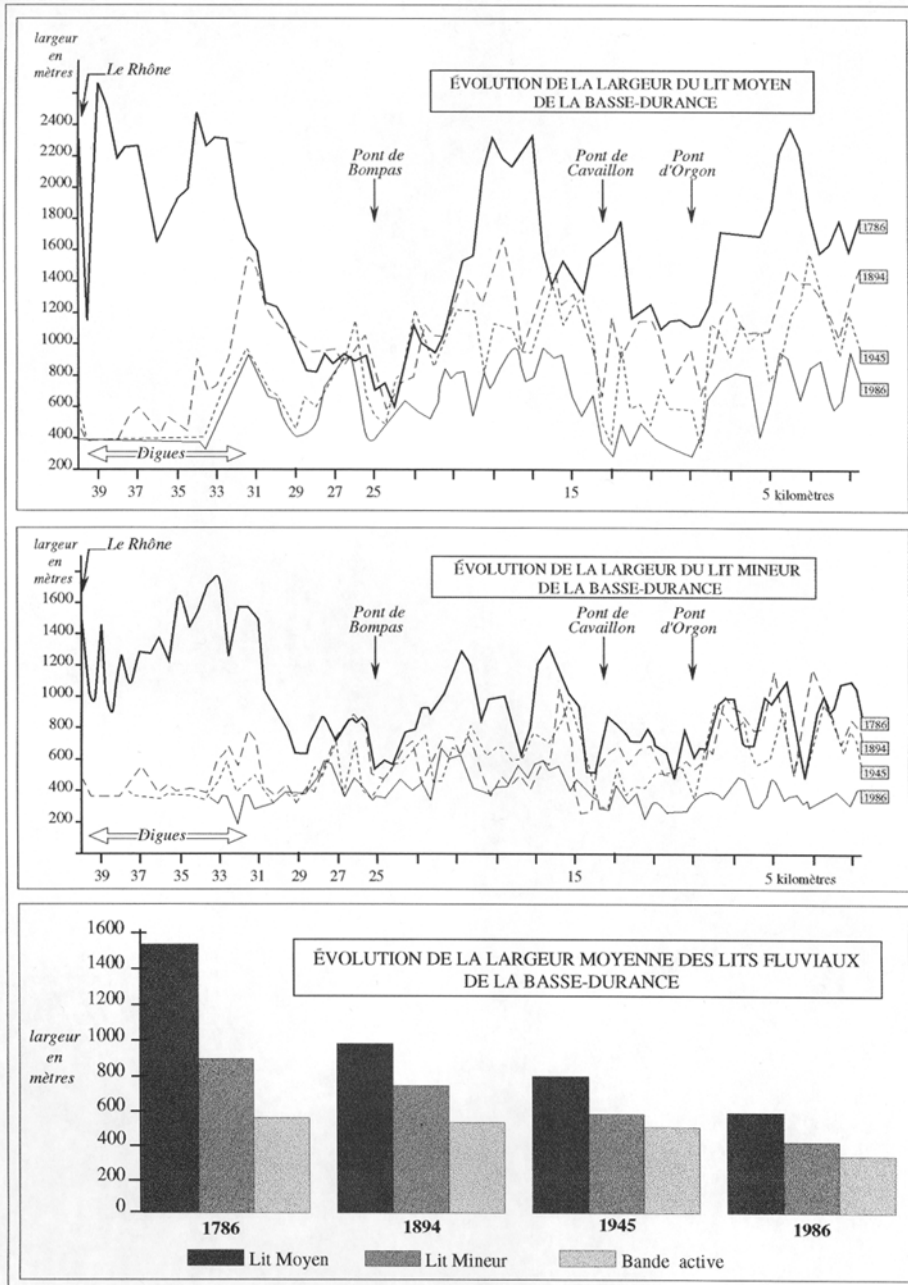 largeur
en
mètres
Le Rhône
ÉVOLUTION DE LA LARGEUR DU LIT MOYEN
DE LA BASSE-DURANCE
2400
2200
2000
1800
1600
1400
1200
1000
800
600
400
200
Pont de
Bompas
Pont de
Cavaillon
Pont
d'Orgon
1786
1894
1945
1986
Digues
39 37 35 33 31 29 27 25 15 5 kilomètres
largeur
en
mètres
Le Rhône
ÉVOLUTION DE LA LARGEUR DU LIT MINEUR
DE LA BASSE-DURANCE
1600
1400
1200
1000
800
600
400
200
Pont de
Bompas
Pont de
Cavaillon
Pont
d'Orgon
1786
1894
1945
1986
Digues
39 37 35 33 31 29 27 25 15 5 kilomètres
ÉVOLUTION DE LA LARGEUR MOYENNE DES LITS FLUVIAUX
DE LA BASSE-DURANCE
1600
1400
1200
1000
800
600
400
200
0
largeur
en
mètres
1786 1894 1945 1986
Lit Moyen Lit Mineur Bande active